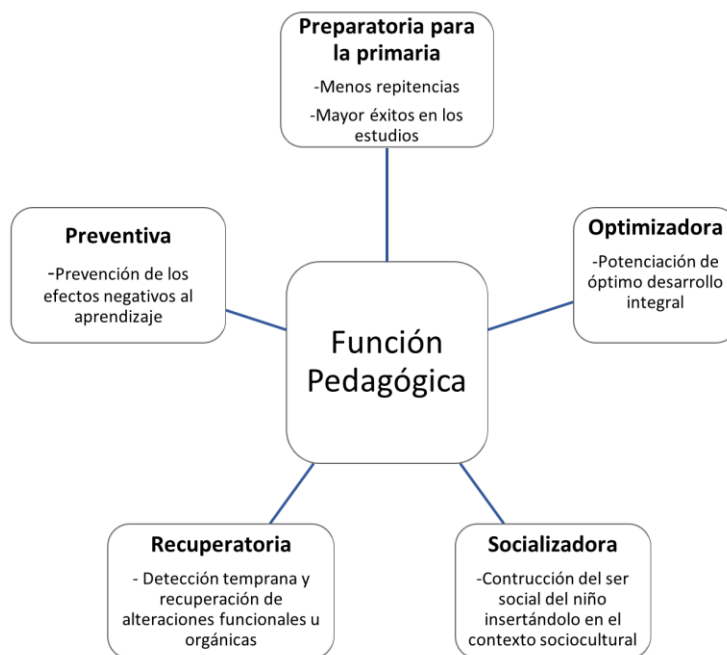 Preparatoria para
la primaria
-Menos repitencias
-Mayor éxitos en los
estudios
Preventiva
-Prevención de los
efectos negativos al
aprendizaje
Optimizadora
-Potenciación de
óptimo desarrollo
integral
Función
Pedagógica
Recuperatoria
- Detección temprana y
recuperación de
alteraciones funcionales u
orgánicas
Socializadora
-Contrucción del ser
social del niño
insertándolo en el
contexto sociocultural